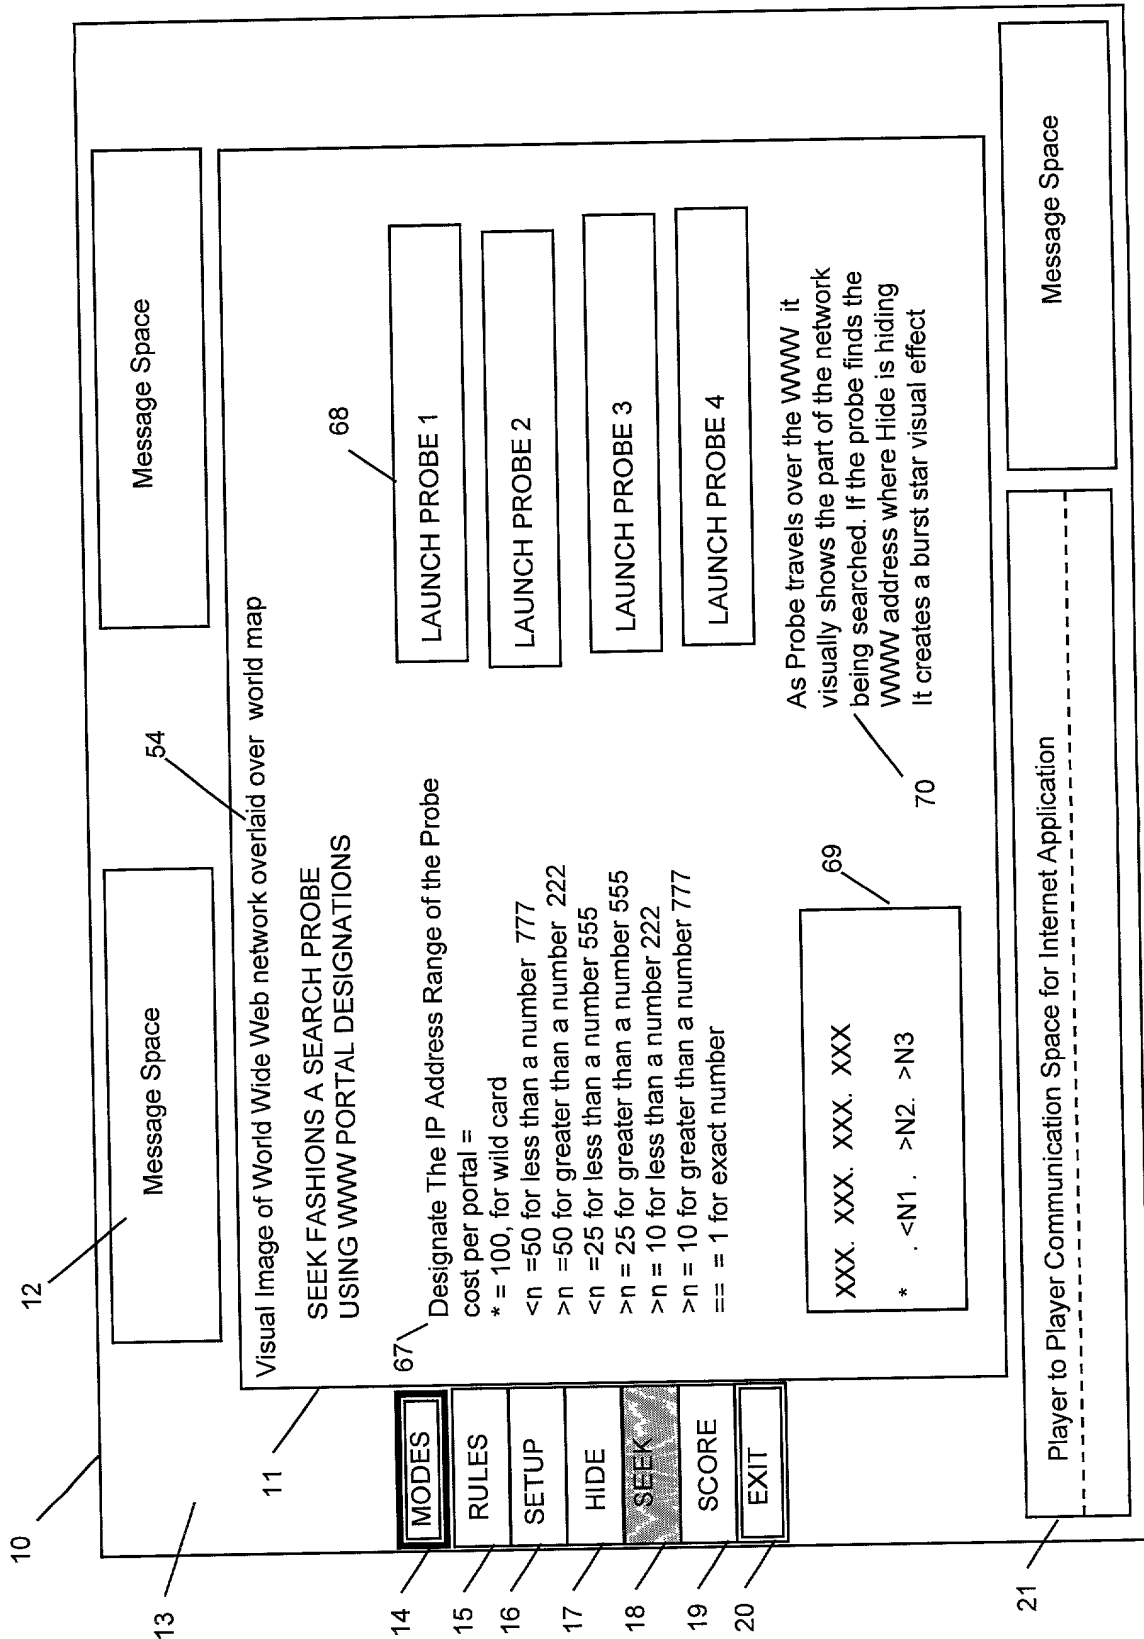 10
12
13
Message Space
Message Space
54
11
Visual Image of World Wide Web network overlaid over world map
SEEK FASHIONS A SEARCH PROBE
USING WWW PORTAL DESIGNATIONS
67
68
14
MODES
15
RULES
16
SETUP
17
HIDE
18
SEEK
19
SCORE
20
EXIT
Designate The IP Address Range of the Probe
cost per portal =
* = 100, for wild card
<n =50 for less than a number 777
>n =50 for greater than a number 222
<n =25 for less than a number 555
>n = 25 for greater than a number 555
>n = 10 for less than a number 222
>n = 10 for greater than a number 777
== = 1 for exact number
LAUNCH PROBE 1
LAUNCH PROBE 2
LAUNCH PROBE 3
LAUNCH PROBE 4
69
XXX. XXX. XXX. XXX
* . <N1 . >N2. >N3
70
As Probe travels over the WWW it
visually shows the part of the network
being searched. If the probe finds the
WWW address where Hide is hiding
It creates a burst star visual effect
21
Player to Player Communication Space for Internet Application
Message Space